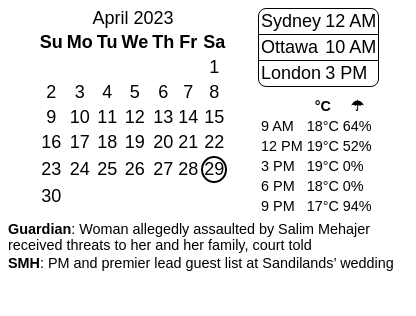 April 2023
Su Mo Tu We Th Fr Sa
1
2 3 4 5 6 7 8
9 10 11 12 13 14 15
16 17 18 19 20 21 22
23 24 25 26 27 28 29
30
Sydney 12 AM
Ottawa 10 AM
London 3 PM
°C ☂
9 AM 18°C 64%
12 PM 19°C 52%
3 PM 19°C 0%
6 PM 18°C 0%
9 PM 17°C 94%
Guardian: Woman allegedly assaulted by Salim Mehajer
received threats to her and her family, court told
SMH: PM and premier lead guest list at Sandilands’ wedding